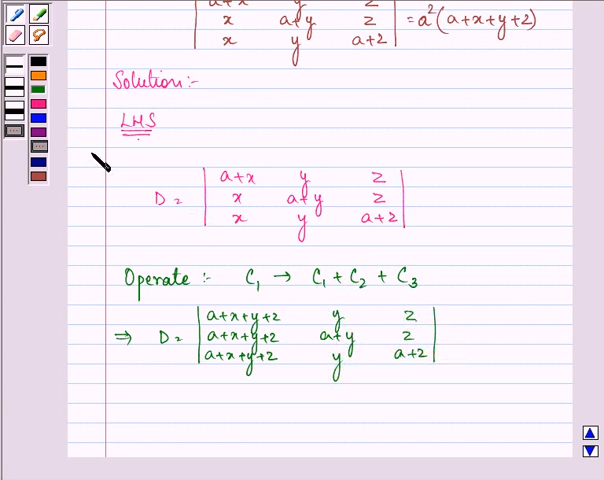 | a+x y z |
| x a+y z | = a² (a+x+y+z)
| x y a+z |
Solution:-
LHS
| a+x y z |
D = | x a+y z |
| x y a+z |
Operate :- C₁ → C₁ + C₂ + C₃
| a+x+y+z y z |
⇒ D = | a+x+y+z a+y z |
| a+x+y+z y a+z |